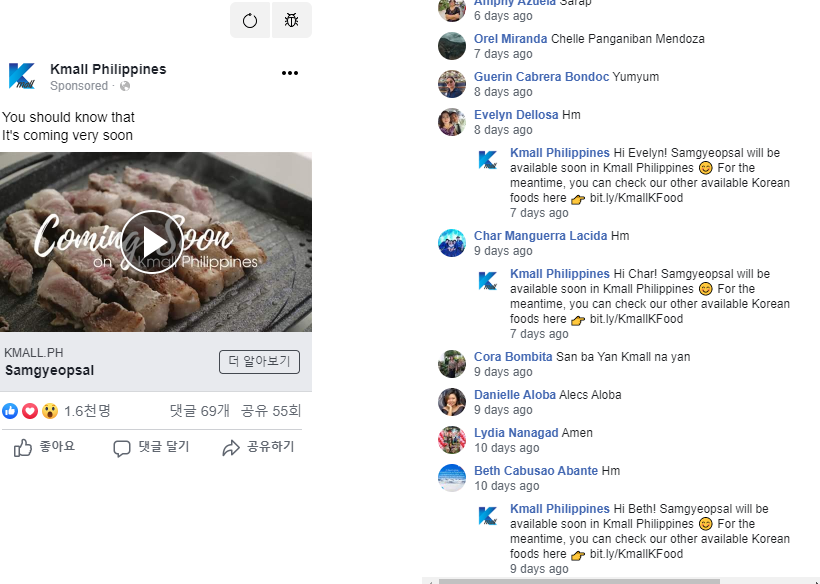 Kmall Philippines
Sponsored ·
You should know that
It's coming very soon
Coming Soon
on Kmall Philippines
KMALL.PH
Samgyeopsal
더 알아보기
1.6천명
댓글 69개 공유 55회
좋아요 댓글 달기 공유하기
Amphy Azuela Sarap
6 days ago
Orel Miranda Chelle Panganiban Mendoza
7 days ago
Guerin Cabrera Bondoc Yumyum
8 days ago
Evelyn Dellosa Hm
8 days ago
Kmall Philippines Hi Evelyn! Samgyeopsal will be
available soon in Kmall Philippines 😊 For the
meantime, you can check our other available Korean
foods here 👉 bit.ly/KmallKFood
7 days ago
Char Manguerra Lacida Hm
9 days ago
Kmall Philippines Hi Char! Samgyeopsal will be
available soon in Kmall Philippines 😊 For the
meantime, you can check our other available Korean
foods here 👉 bit.ly/KmallKFood
7 days ago
Cora Bombita San ba Yan Kmall na yan
9 days ago
Danielle Aloba Alecs Aloba
9 days ago
Lydia Nanagad Amen
10 days ago
Beth Cabusao Abante Hm
10 days ago
Kmall Philippines Hi Beth! Samgyeopsal will be
available soon in Kmall Philippines 😊 For the
meantime, you can check our other available Korean
foods here 👉 bit.ly/KmallKFood
9 days ago